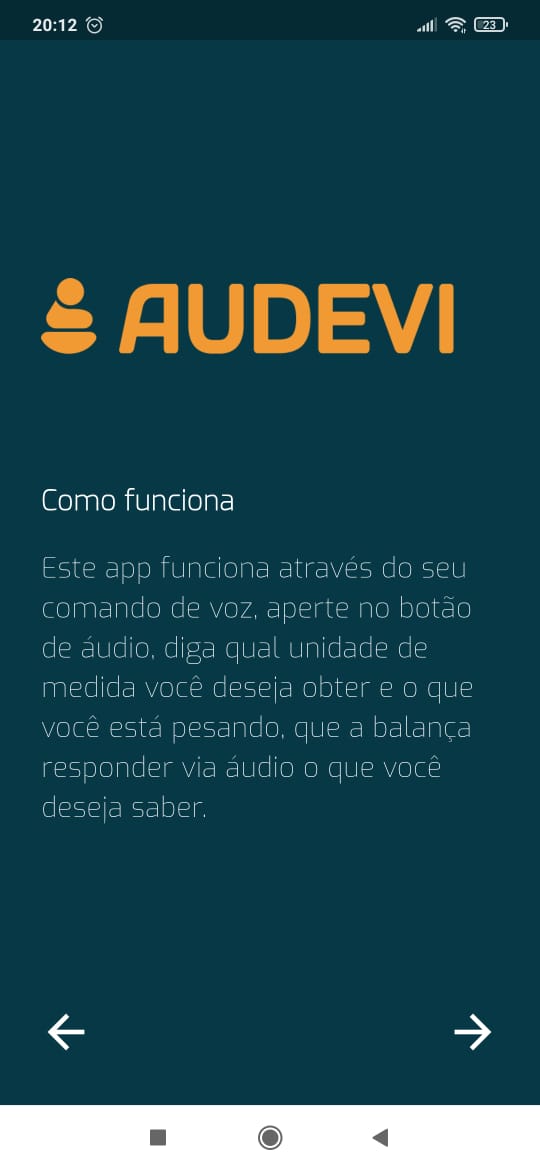 20:12
23
AUDEVI
Como funciona
Este app funciona através do seu
comando de voz, aperte no botão
de áudio, diga qual unidade de
medida você deseja obter e o que
você está pesando, que a balança
responder via áudio o que você
deseja saber.